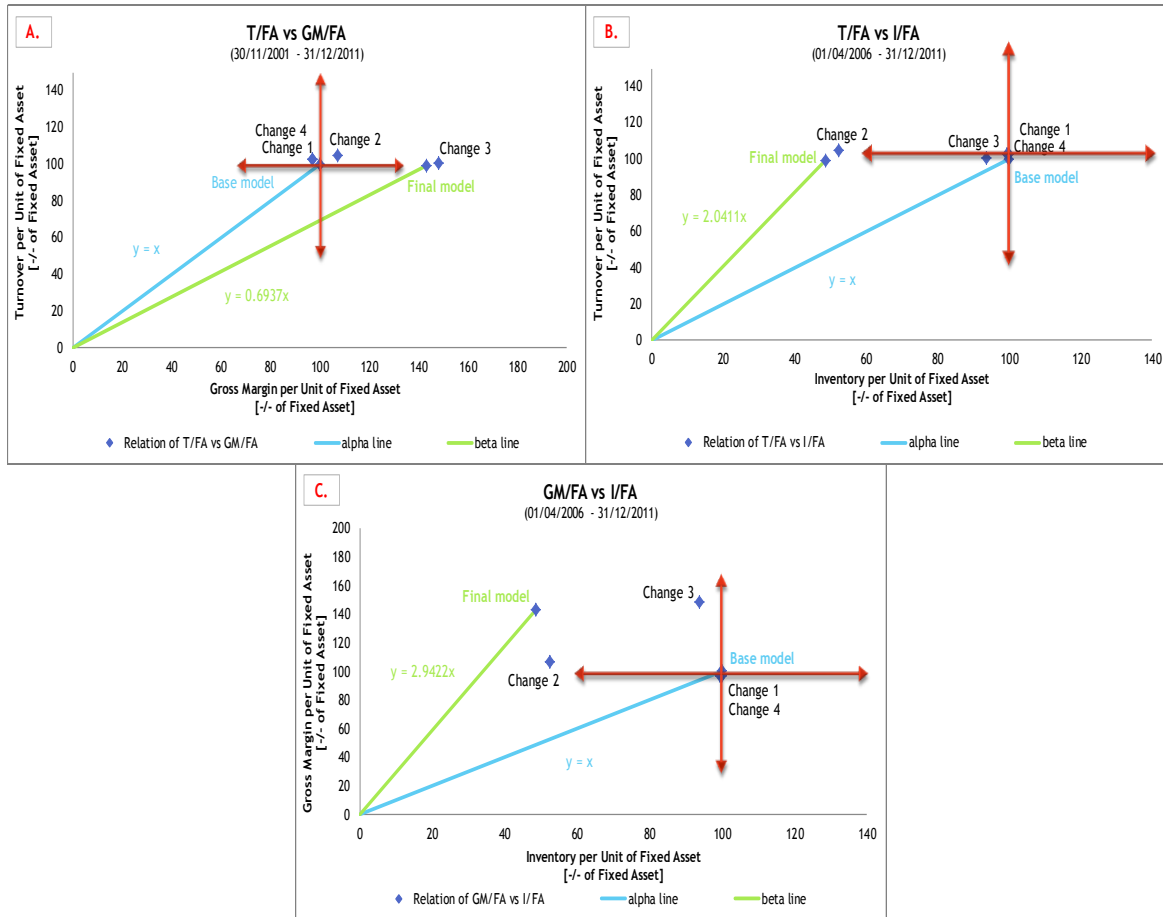 A.
T/FA vs GM/FA
(30/11/2001 - 31/12/2011)
Turnover per Unit of Fixed Asset
[-/- of Fixed Asset]
140
120
100
80
60
40
20
0
Change 4
Change 1
Change 2
Change 3
Base model
Final model
y = x
y = 0.6937x
0 20 40 60 80 100 120 140 160 180 200
Gross Margin per Unit of Fixed Asset
[-/- of Fixed Asset]
Relation of T/FA vs GM/FA alpha line beta line
B.
T/FA vs I/FA
(01/04/2006 - 31/12/2011)
Turnover per Unit of Fixed Asset
[-/- of Fixed Asset]
140
120
100
80
60
40
20
0
Change 2
Final model
Change 3
Change 1
Change 4
Base model
y = 2.0411x
y = x
0 20 40 60 80 100 120 140
Inventory per Unit of Fixed Asset
[-/- of Fixed Asset]
Relation of T/FA vs I/FA alpha line beta line
C.
GM/FA vs I/FA
(01/04/2006 - 31/12/2011)
Gross Margin per Unit of Fixed Asset
[-/- of Fixed Asset]
200
180
160
140
120
100
80
60
40
20
0
Final model
Change 3
Base model
y = 2.9422x
Change 2
Change 1
Change 4
y = x
0 20 40 60 80 100 120 140
Inventory per Unit of Fixed Asset
[-/- of Fixed Asset]
Relation of GM/FA vs I/FA alpha line beta line